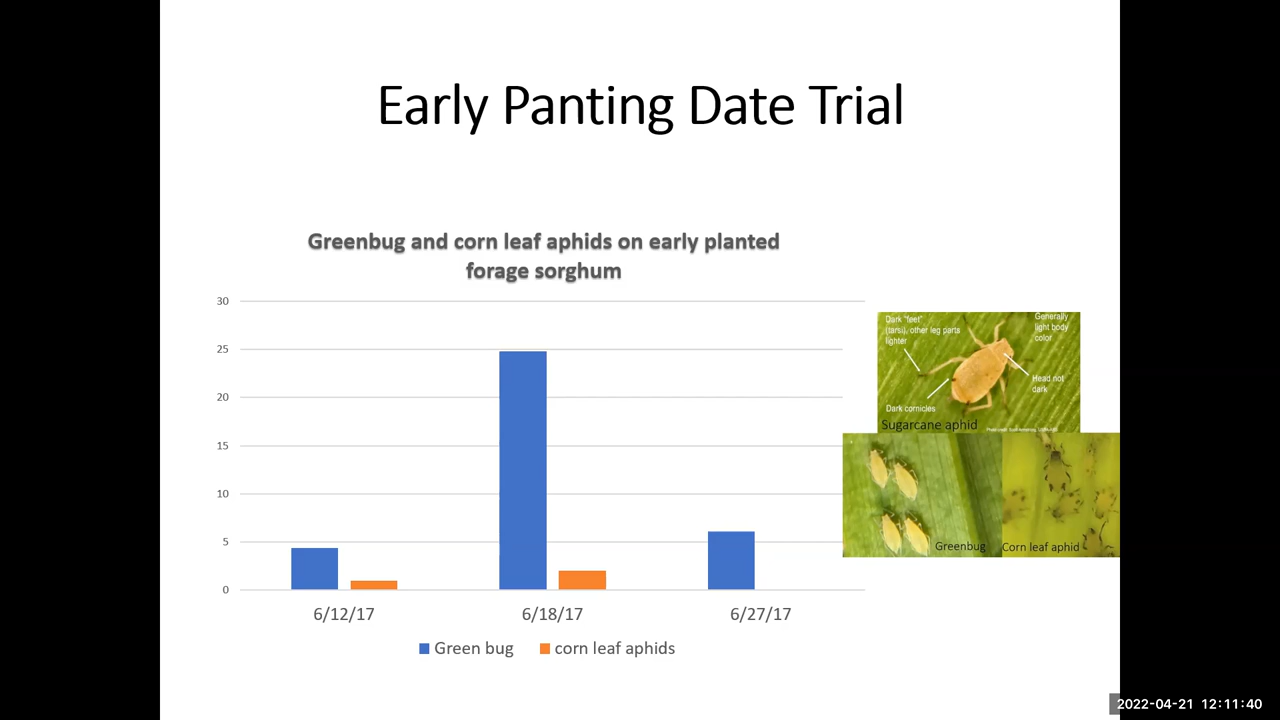 Early Panting Date Trial
Greenbug and corn leaf aphids on early planted
forage sorghum
30
25
20
15
10
5
0
6/12/17
6/18/17
6/27/17
Green bug
corn leaf aphids
Dark "feet"
(tarsi), other leg parts
lighter
Generally
light body
color
Head not
dark
Dark cornicles
Sugarcane aphid
Greenbug
Corn leaf aphid
2022-04-21 12:11:40